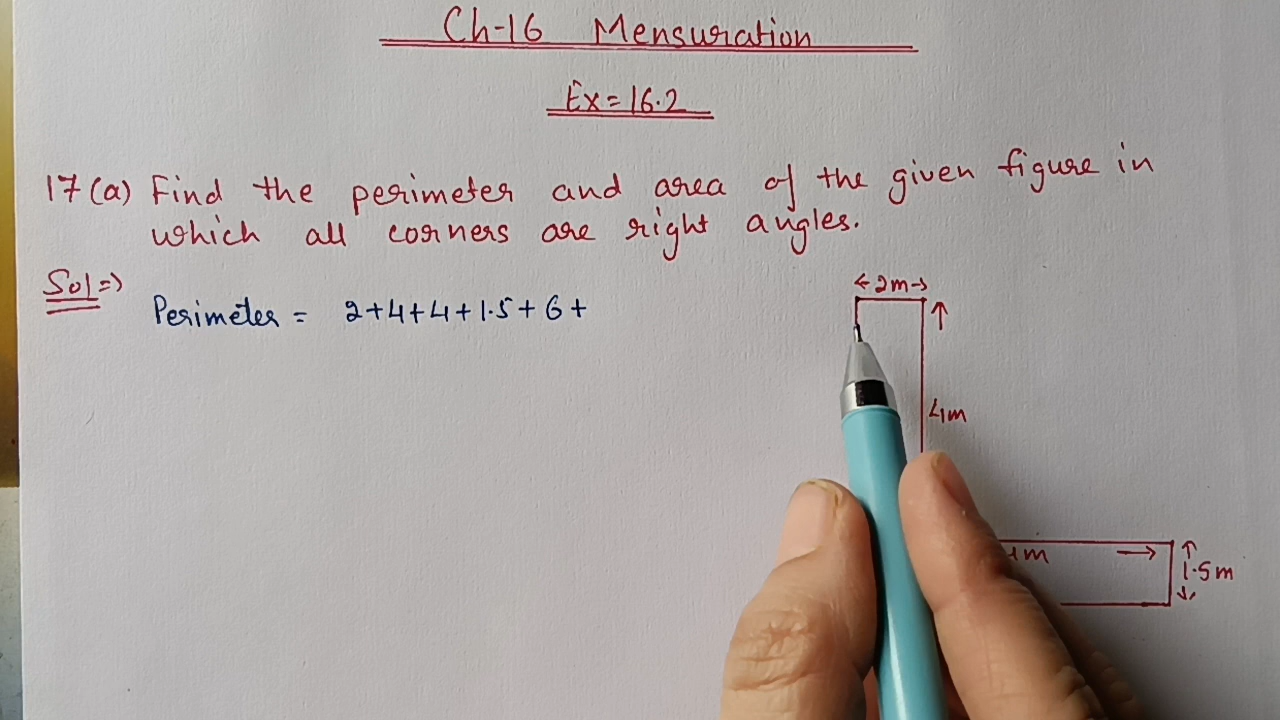 Ch-16 Mensuration
Ex = 16.2
17 (a) Find the perimeter and area of the given figure in
which all corners are right angles.
Sol =>
Perimeter = 2+4+4+1.5+6+
2m
4m
m
1.5m